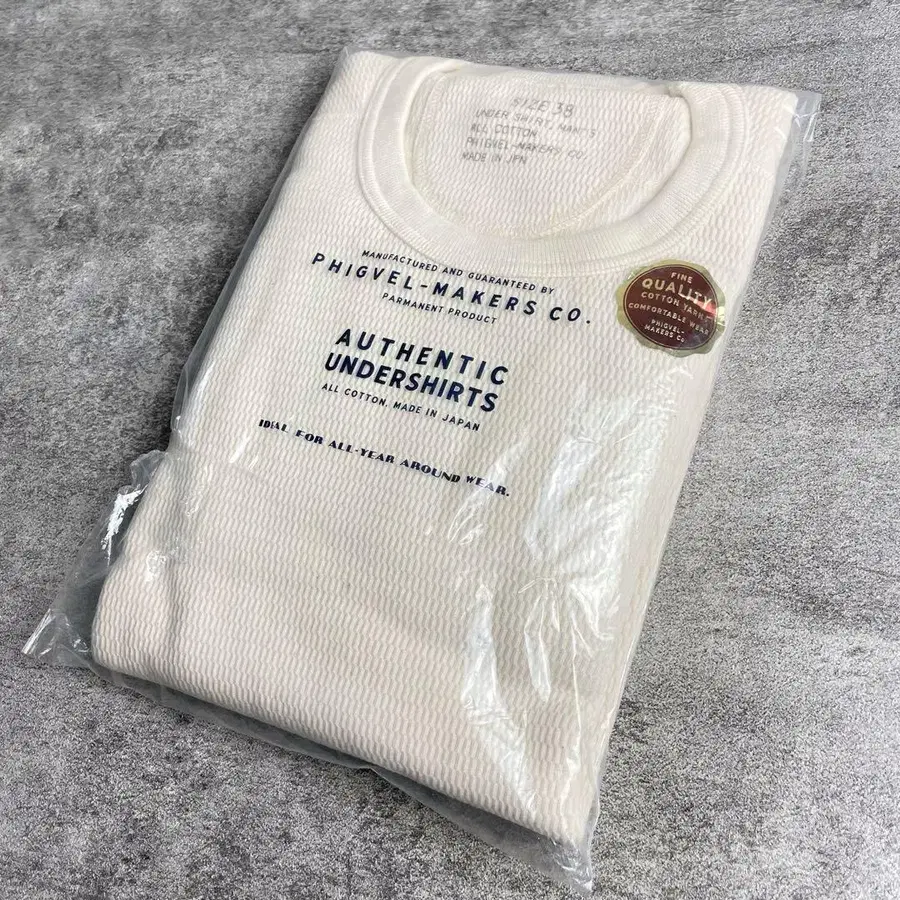 SIZE 38
UNDER SHIRT, MAN'S
ALL COTTON
PHIGVEL-MAKERS CO.
MADE IN JPN
MANUFACTURED AND GUARANTEED BY
PHIGVEL-MAKERS CO.
PARMANENT PRODUCT
AUTHENTIC
UNDERSHIRTS
ALL COTTON, MADE IN JAPAN
IDEAL FOR ALL-YEAR AROUND WEAR.
FINE
QUALITY
COTTON YARN
COMFORTABLE WEAR
PHIGVEL-
MAKERS Co